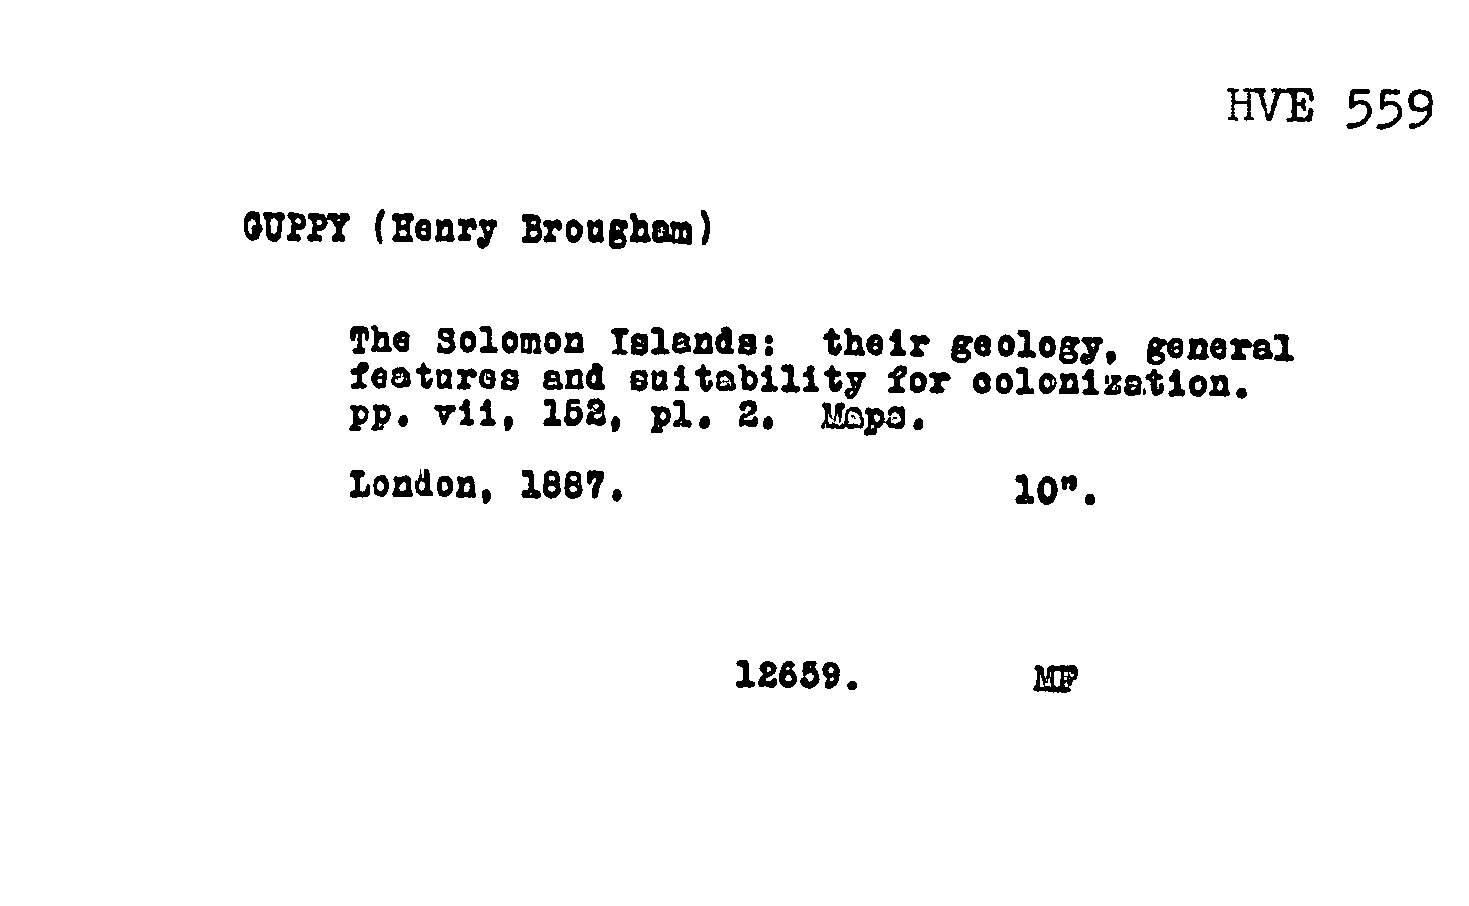 HVE 559
GUPPY (Henry Brougham)
The Solomon Islands: their geology, general
features and suitability for colonization.
pp. vii, 152, pl. 2. Maps.
London, 1887. 10".
12659. MF